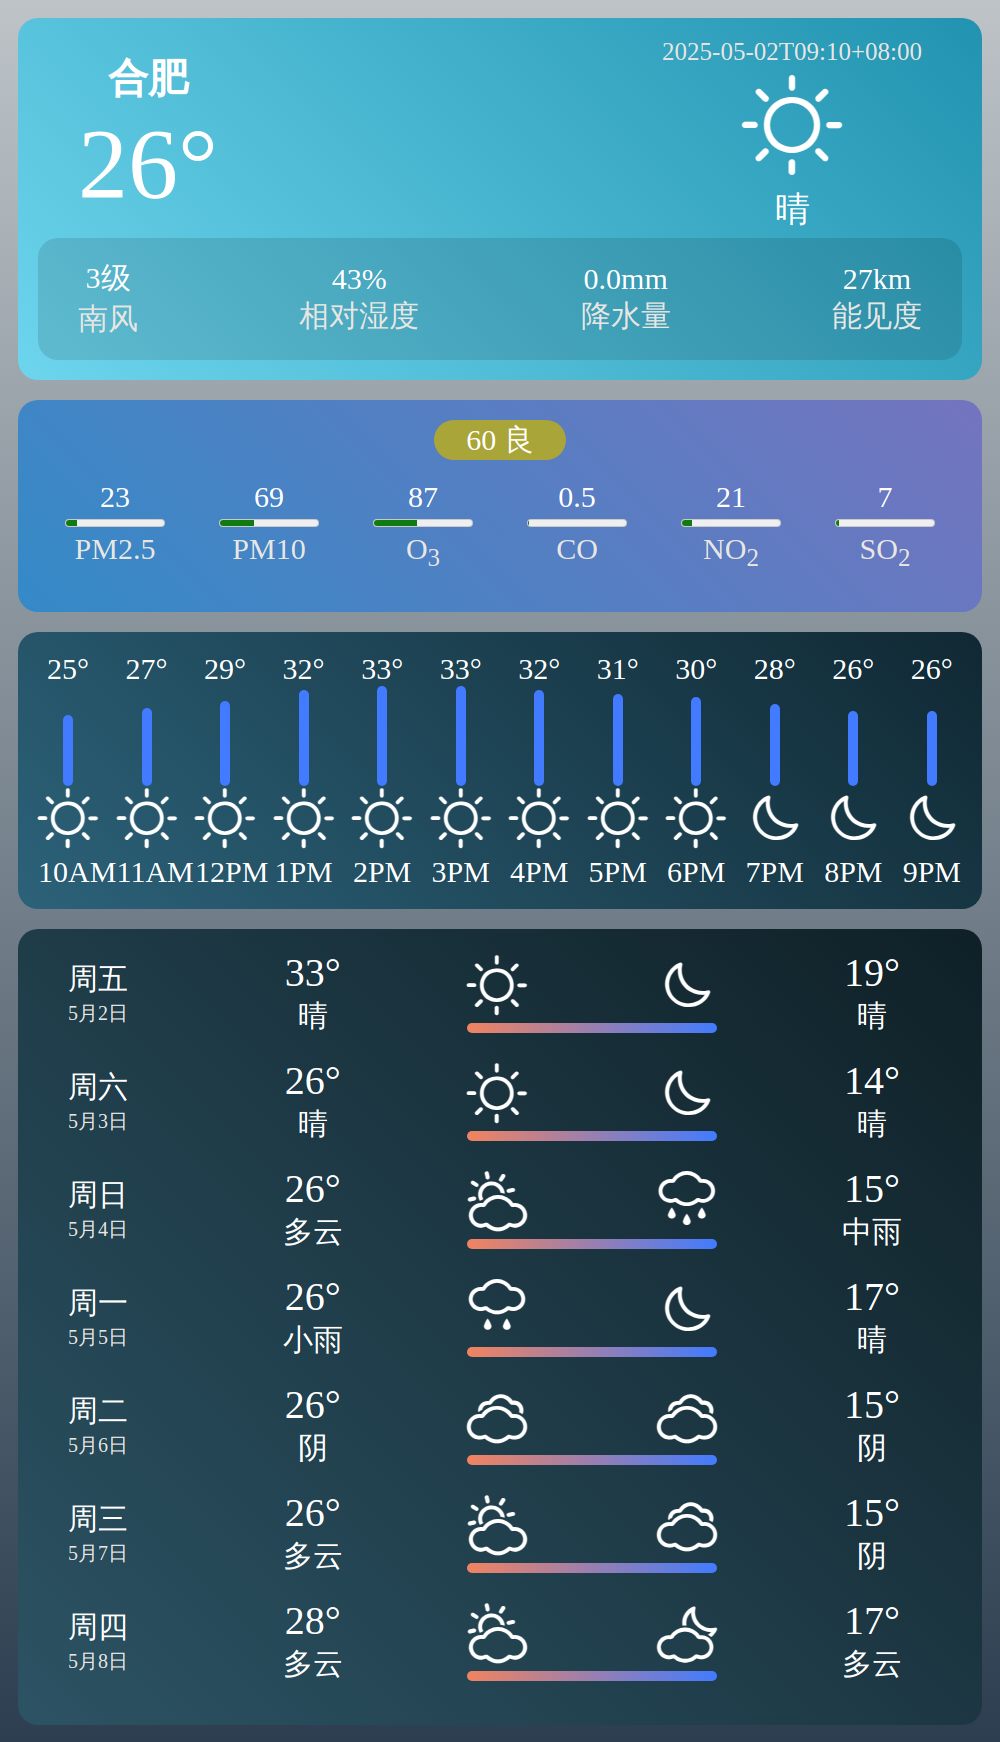 合肥
26°
2025-05-02T09:10+08:00
晴
3级 43% 0.0mm 27km
南风 相对湿度 降水量 能见度
60 良
23 69 87 0.5 21 7
PM2.5 PM10 O3 CO NO2 SO2
25° 27° 29° 32° 33° 33° 32° 31° 30° 28° 26° 26°
10AM 11AM 12PM 1PM 2PM 3PM 4PM 5PM 6PM 7PM 8PM 9PM
周五 33° 19°
5月2日 晴 晴
周六 26° 14°
5月3日 晴 晴
周日 26° 15°
5月4日 多云 中雨
周一 26° 17°
5月5日 小雨 晴
周二 26° 15°
5月6日 阴 阴
周三 26° 15°
5月7日 多云 阴
周四 28° 17°
5月8日 多云 多云